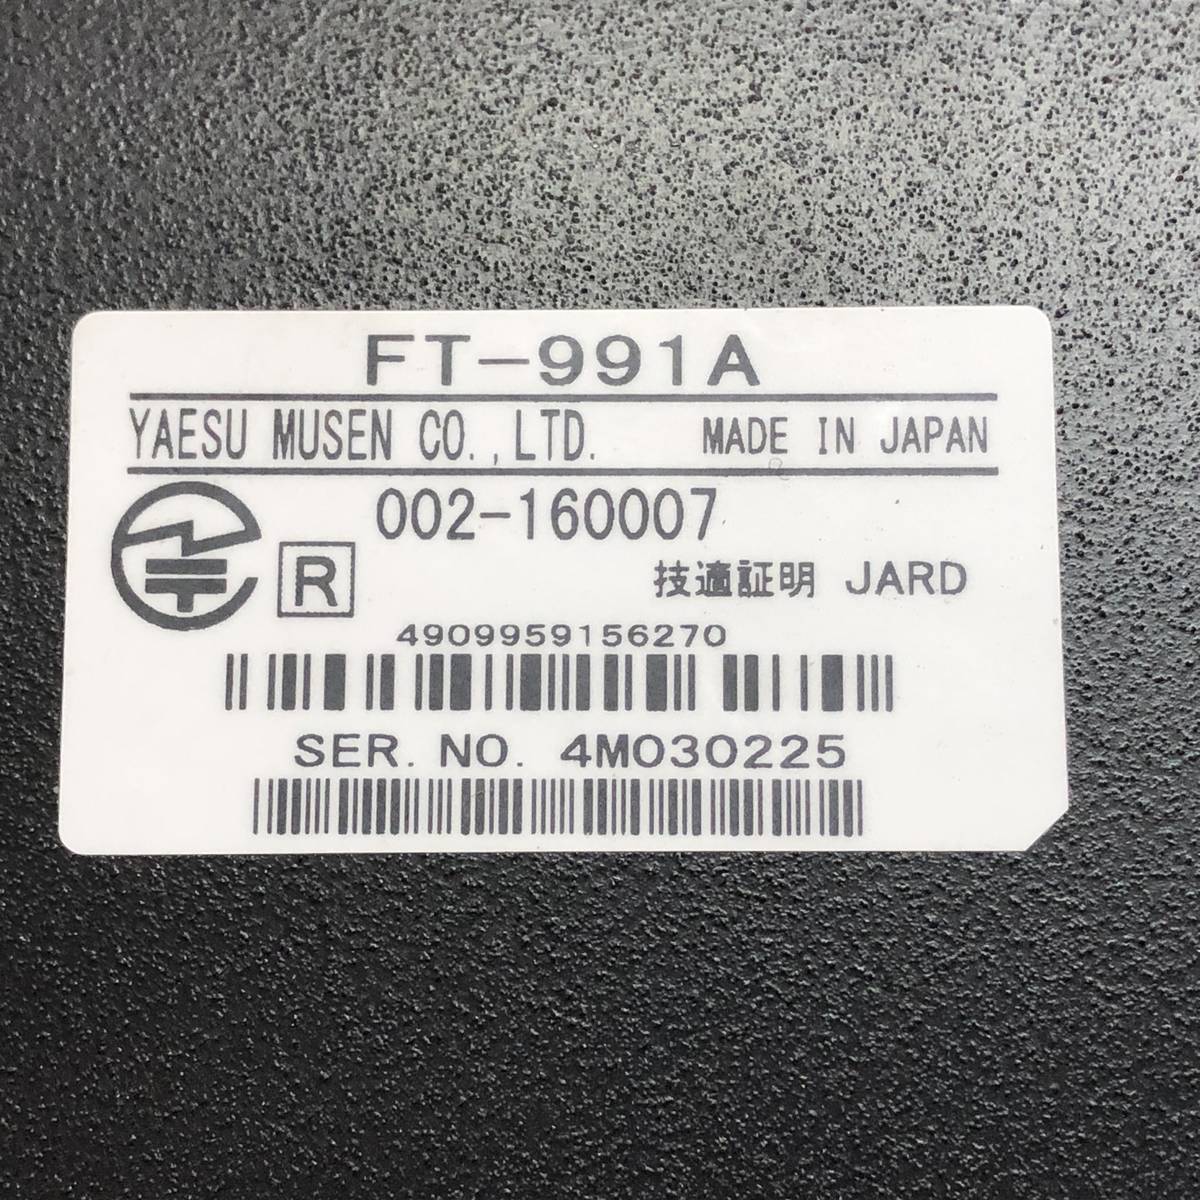 FT-991A
YAESU MUSEN CO.,LTD. MADE IN JAPAN
002-160007
R
技適証明 JARD
4909959156270
SER. NO. 4M030225